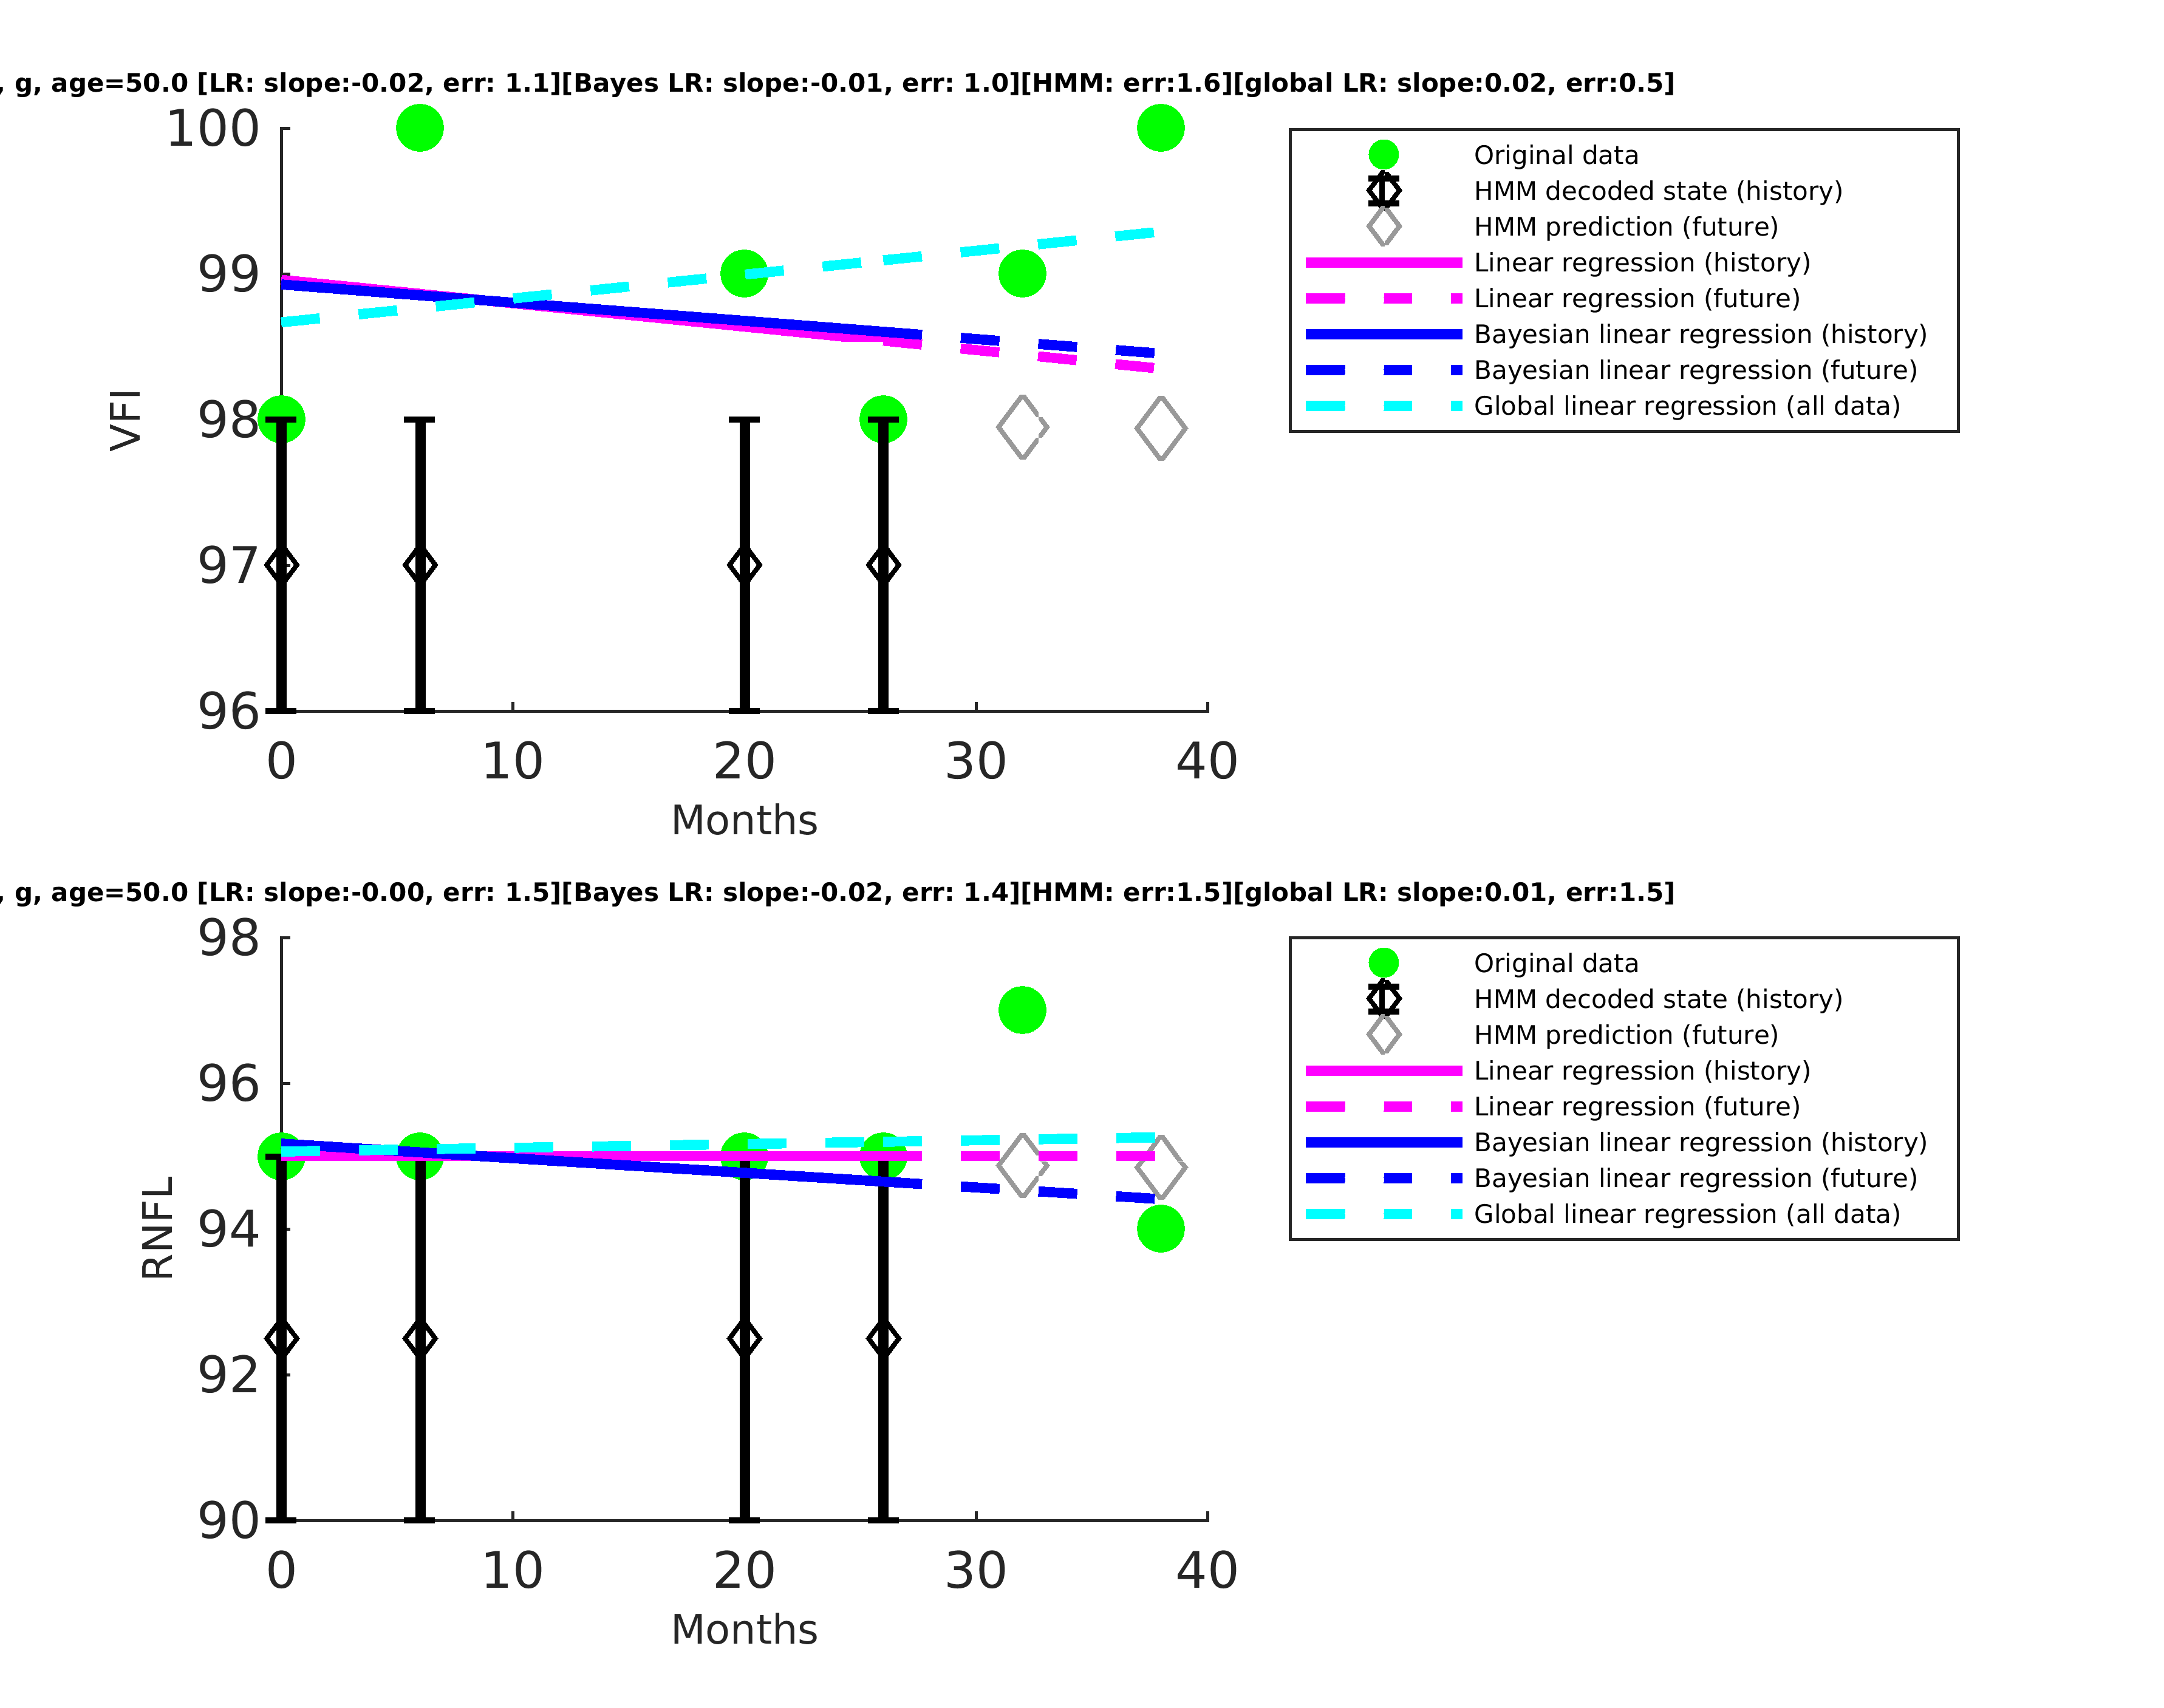 , g, age=50.0 [LR: slope:-0.02, err: 1.1][Bayes LR: slope:-0.01, err: 1.0][HMM: err:1.6][global LR: slope:0.02, err:0.5]
100
99
98
97
96
VFI
0 10 20 30 40
Months
Original data
HMM decoded state (history)
HMM prediction (future)
Linear regression (history)
Linear regression (future)
Bayesian linear regression (history)
Bayesian linear regression (future)
Global linear regression (all data)
, g, age=50.0 [LR: slope:-0.00, err: 1.5][Bayes LR: slope:-0.02, err: 1.4][HMM: err:1.5][global LR: slope:0.01, err:1.5]
98
96
94
92
90
RNFL
0 10 20 30 40
Months
Original data
HMM decoded state (history)
HMM prediction (future)
Linear regression (history)
Linear regression (future)
Bayesian linear regression (history)
Bayesian linear regression (future)
Global linear regression (all data)